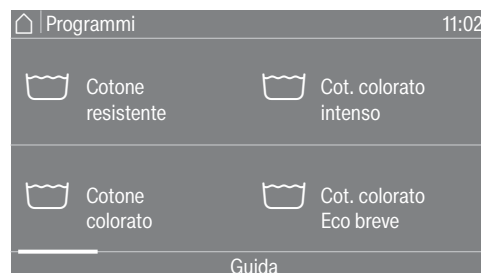 Programmi 11:02
Cotone
resistente
Cot. colorato
intenso
Cotone
colorato
Cot. colorato
Eco breve
Guida